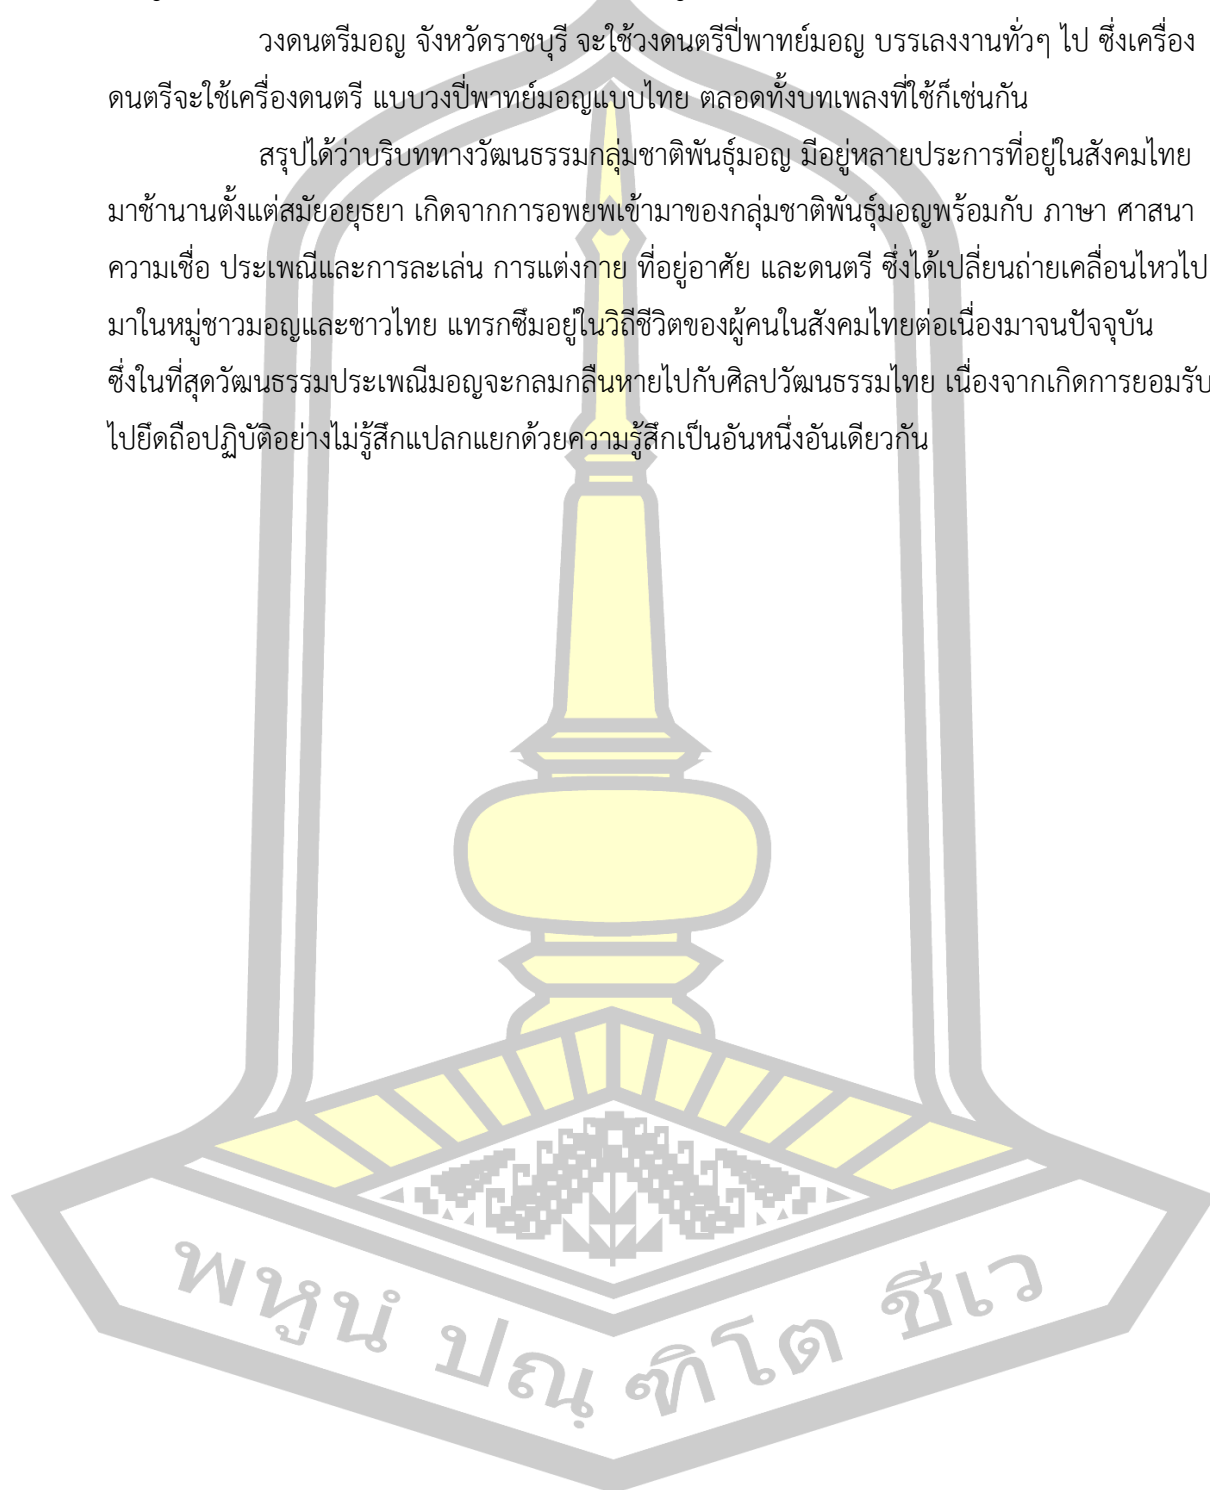 วงดนตรีมอญ จังหวัดราชบุรี จะใช้วงดนตรีปี่พาทย์มอญ บรรเลงงานทั่วๆ ไป ซึ่งเครื่อง
ดนตรีจะใช้เครื่องดนตรี แบบวงปี่พาทย์มอญแบบไทย ตลอดทั้งบทเพลงที่ใช้ก็เช่นกัน
สรุปได้ว่าบริบททางวัฒนธรรมกลุ่มชาติพันธุ์มอญ มีอยู่หลายประการที่อยู่ในสังคมไทย
มาช้านานตั้งแต่สมัยอยุธยา เกิดจากการอพยพเข้ามาของกลุ่มชาติพันธุ์มอญพร้อมกับ ภาษา ศาสนา
ความเชื่อ ประเพณีและการละเล่น การแต่งกาย ที่อยู่อาศัย และดนตรี ซึ่งได้เปลี่ยนถ่ายเคลื่อนไหวไป
มาในหมู่ชาวมอญและชาวไทย แทรกซึมอยู่ในวิถีชีวิตของผู้คนในสังคมไทยต่อเนื่องมาจนปัจจุบัน
ซึ่งในที่สุดวัฒนธรรมประเพณีมอญจะกลมกลืนหายไปกับศิลปวัฒนธรรมไทย เนื่องจากเกิดการยอมรับ
ไปยึดถือปฏิบัติอย่างไม่รู้สึกแปลกแยกด้วยความรู้สึกเป็นอันหนึ่งอันเดียวกัน
พหูนํ ปณฺฑิโต ชีเว